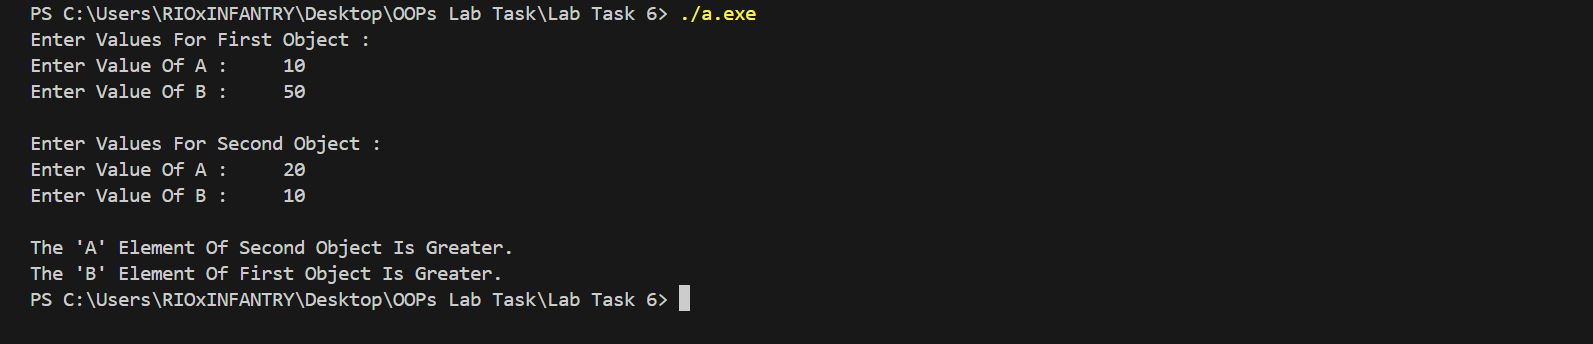 PS C:\Users\RIOxINFANTRY\Desktop\OOPs Lab Task\Lab Task 6> ./a.exe
Enter Values For First Object :
Enter Value Of A :     10
Enter Value Of B :     50

Enter Values For Second Object :
Enter Value Of A :     20
Enter Value Of B :     10

The 'A' Element Of Second Object Is Greater.
The 'B' Element Of First Object Is Greater.
PS C:\Users\RIOxINFANTRY\Desktop\OOPs Lab Task\Lab Task 6>